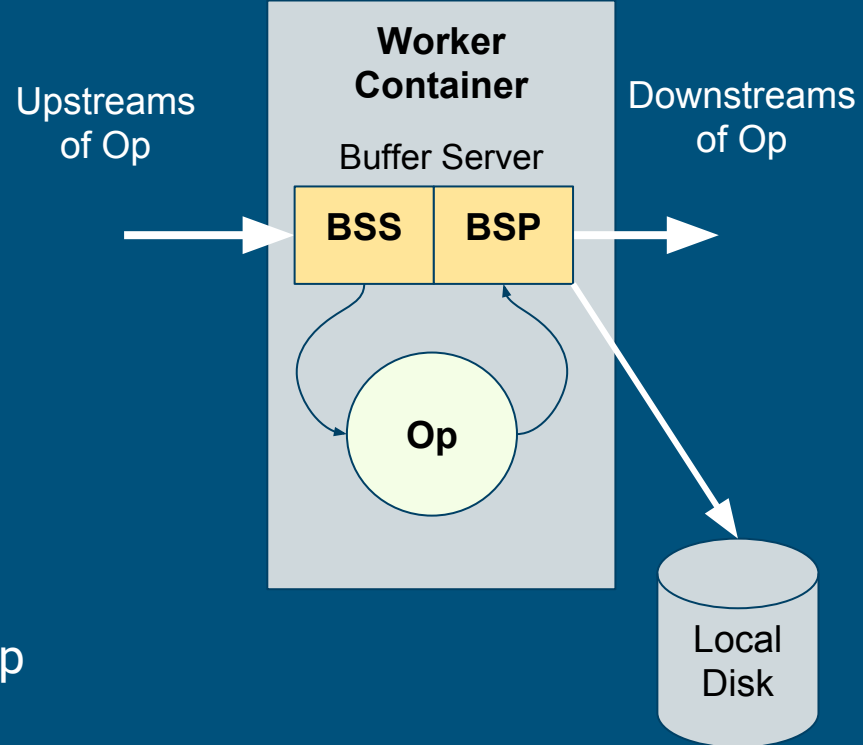 Worker
Container
Upstreams
of Op
Downstreams
of Op
Buffer Server
BSS
BSP
Op
Local
Disk
p